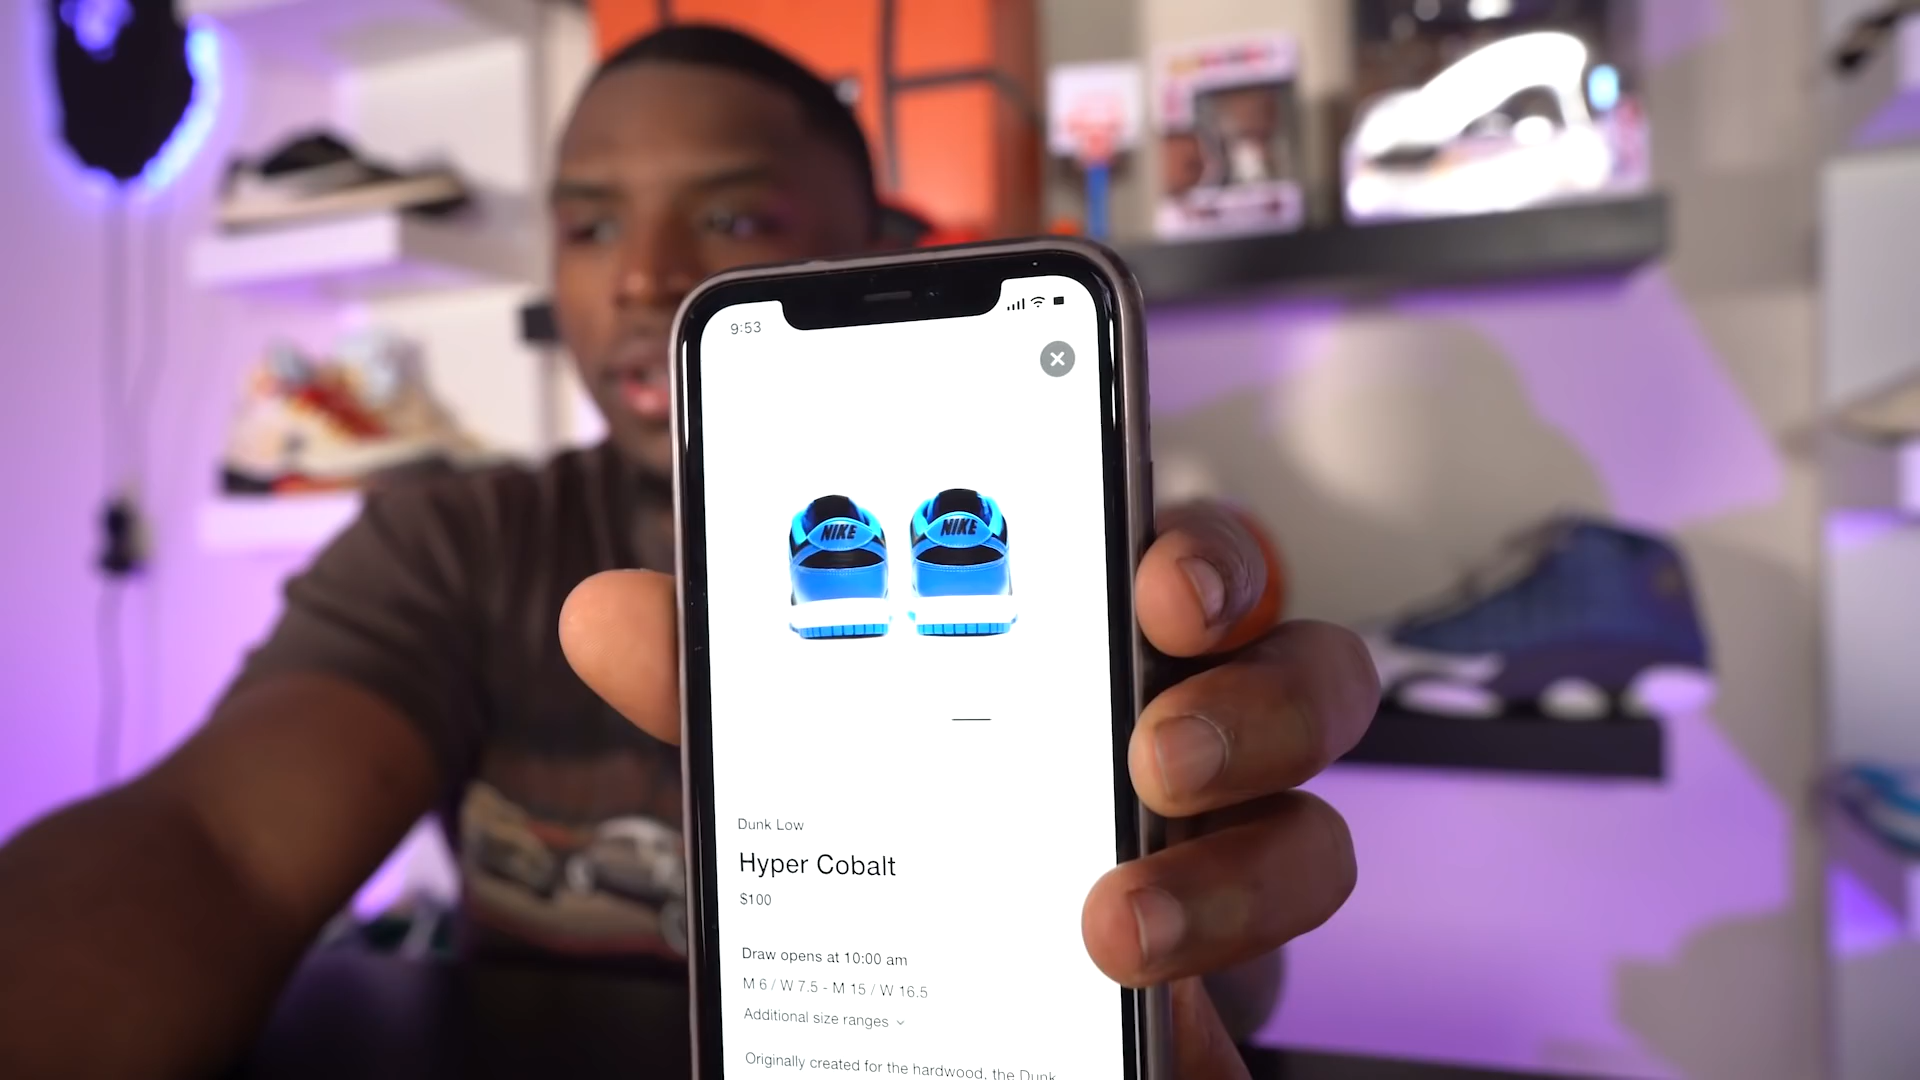 9:53
NIKE NIKE
Dunk Low
Hyper Cobalt
$100
Draw opens at 10:00 am
M 6 / W 7.5 - M 15 / W 16.5
Additional size ranges
Originally created for the hardwood, the Dunk